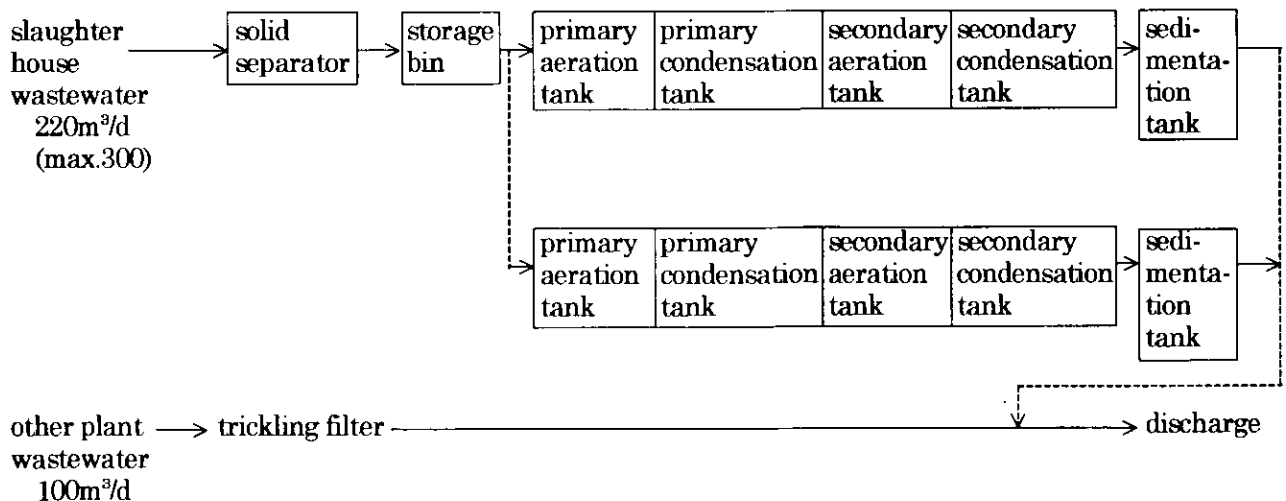 slaughter
house
wastewater
220m³/d
(max.300)
solid
separator
storage
bin
primary
aeration
tank
primary
condensation
tank
secondary
aeration
tank
secondary
condensation
tank
sedi-
menta-
tion
tank
primary
aeration
tank
primary
condensation
tank
secondary
aeration
tank
secondary
condensation
tank
sedi-
menta-
tion
tank
other plant
wastewater
100m³/d
trickling filter
discharge